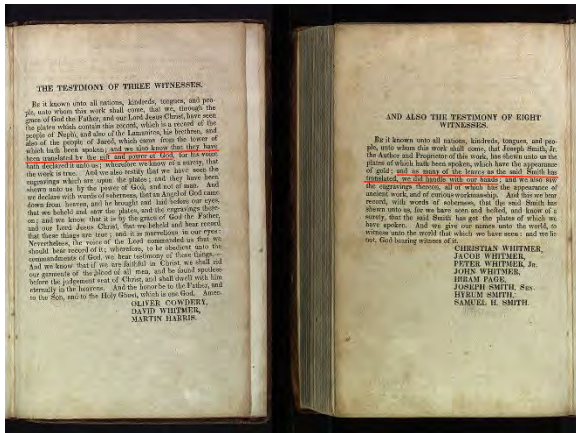 THE TESTIMONY OF THREE WITNESSES.
Be it known unto all nations, kindreds, tongues, and peo-
ple, unto whom this work shall come, that we, through the
grace of God the Father, and our Lord Jesus Christ, have seen
the plates which contain this record, which is a record of the
people of Nephi, and also of the Lamanites, his brethren, and
also of the people of Jared, which came from the tower of
which hath been spoken; and we also know that they have
been translated by the gift and power of God, for his voice
hath declared it unto us; wherefore we know of a surety, that
the work is true. And we also testify that we have seen the
engravings which are upon the plates; and they have been
shewn unto us by the power of God, and not of man. And
we declare with words of soberness, that an Angel of God came
down from heaven, and he brought and laid before our eyes,
that we beheld and saw the plates, and the engravings there-
on; and we know that it is by the grace of God the Father,
and our Lord Jesus Christ, that we beheld and bear record
that these things are true; and it is marvellous in our eyes:
Nevertheless, the voice of the Lord commanded us that we
should bear record of it; wherefore, to be obedient unto the
commandments of God, we bear testimony of these things.—
And we know that if we are faithful in Christ, we shall rid
our garments of the blood of all men, and be found spotless
before the judgement seat of Christ, and shall dwell with him
eternally in the heavens. And the honor be to the Father, and
to the Son, and to the Holy Ghost, which is one God. Amen.
OLIVER COWDERY,
DAVID WHITMER,
MARTIN HARRIS.
AND ALSO THE TESTIMONY OF EIGHT
WITNESSES.
Be it known unto all nations, kindreds, tongues, and peo-
ple, unto whom this work shall come, that Joseph Smith, Jr.
the Author and Proprietor of this work, has shewn unto us the
plates of which hath been spoken, which have the appearance
of gold; and as many of the leaves as the said Smith has
translated, we did handle with our hands; and we also saw
the engravings thereon, all of which has the appearance of
ancient work, and of curious workmanship. And this we bear
record, with words of soberness, that the said Smith has
shewn unto us, for we have seen and hefted, and know of a
surety, that the said Smith has got the plates of which we
have spoken. And we give our names unto the world, to
witness unto the world that which we have seen: and we lie
not, God bearing witness of it.
CHRISTIAN WHITMER,
JACOB WHITMER,
PETER WHITMER, Jr.
JOHN WHITMER,
HIRAM PAGE,
JOSEPH SMITH, Sen.
HYRUM SMITH,
SAMUEL H. SMITH.